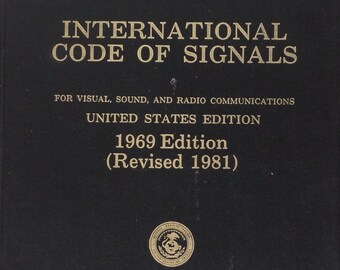 INTERNATIONAL
CODE OF SIGNALS
FOR VISUAL, SOUND, AND RADIO COMMUNICATIONS
UNITED STATES EDITION
1969 Edition
(Revised 1981)